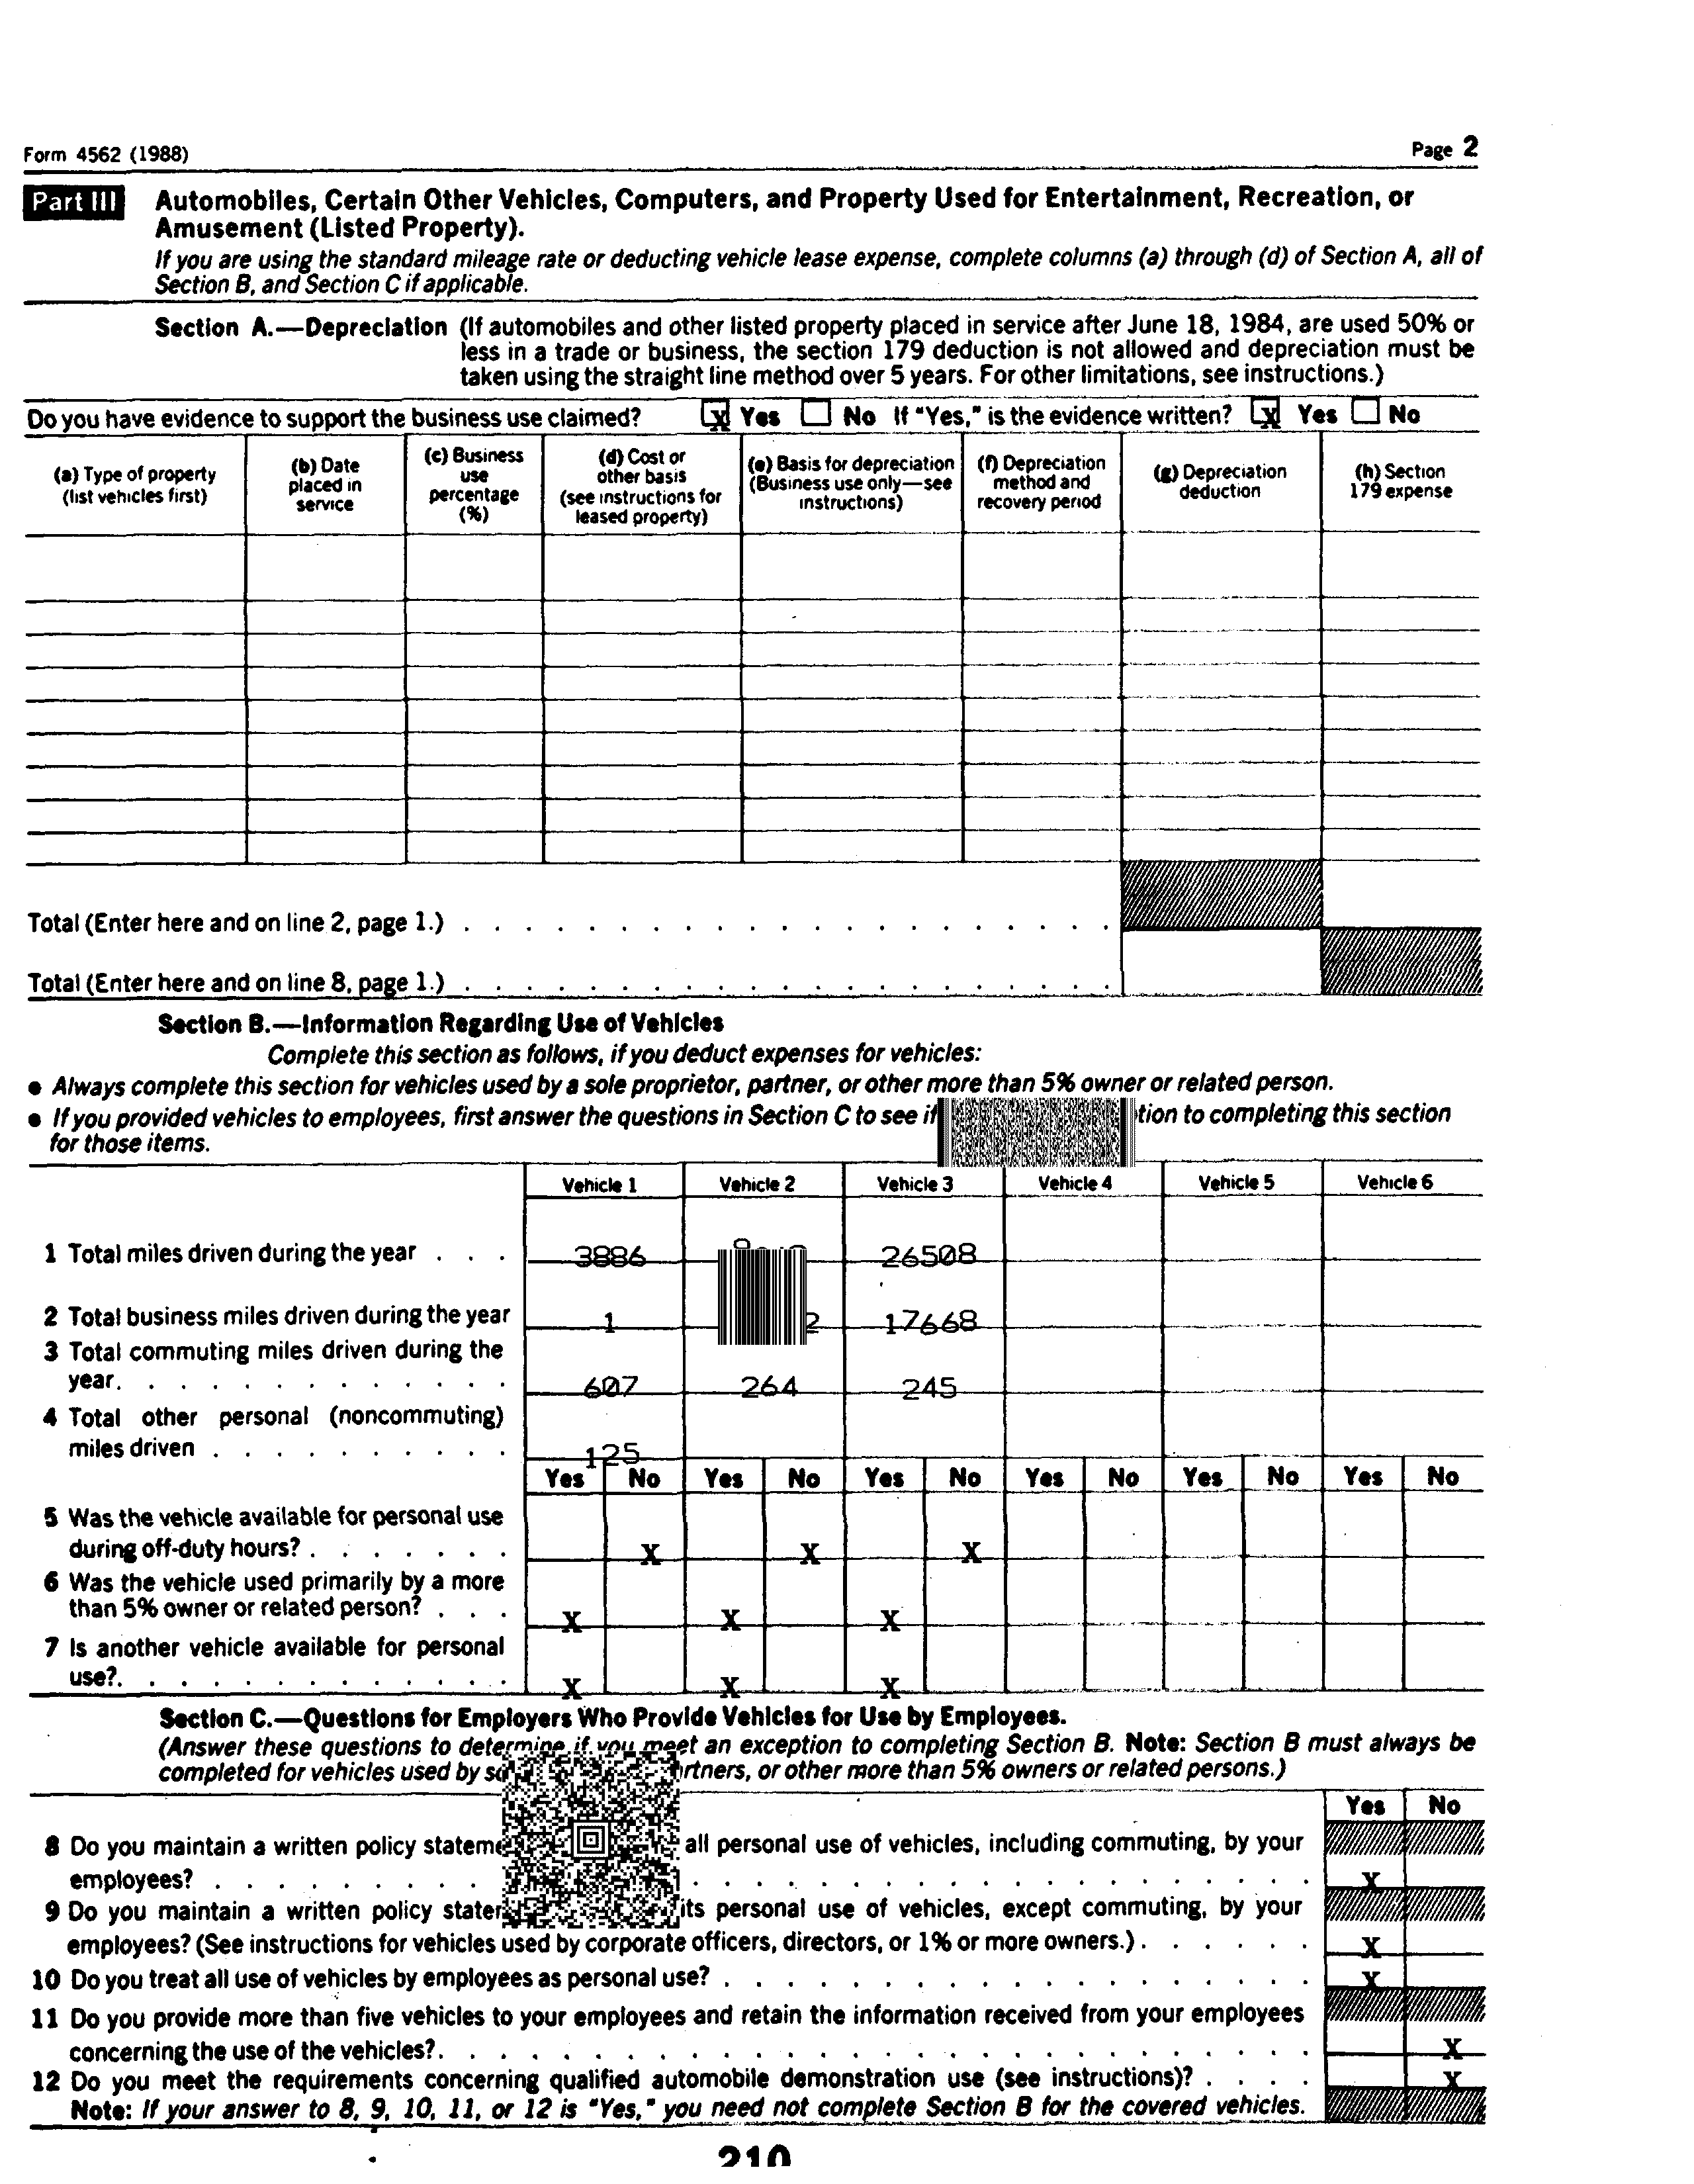 Form 4562 (1988)
Page 2
Part III Automobiles, Certain Other Vehicles, Computers, and Property Used for Entertainment, Recreation, or
Amusement (Listed Property).
If you are using the standard mileage rate or deducting vehicle lease expense, complete columns (a) through (d) of Section A, all of
Section B, and Section C if applicable.
Section A.—Depreciation (If automobiles and other listed property placed in service after June 18, 1984, are used 50% or
less in a trade or business, the section 179 deduction is not allowed and depreciation must be
taken using the straight line method over 5 years. For other limitations, see instructions.)
Do you have evidence to support the business use claimed? X Yes No If "Yes," is the evidence written? X Yes No
(a) Type of property
(list vehicles first)
(b) Date
placed in
service
(c) Business
use
percentage
(%)
(d) Cost or
other basis
(see instructions for
leased property)
(e) Basis for depreciation
(Business use only—see
instructions)
(f) Depreciation
method and
recovery period
(g) Depreciation
deduction
(h) Section
179 expense
Total (Enter here and on line 2, page 1.) . . . . . . . . . . . . . . . . . . . . .
Total (Enter here and on line 8, page 1.) . . . . . . . . . . . . . . . . . . . . .
Section B.—Information Regarding Use of Vehicles
Complete this section as follows, if you deduct expenses for vehicles:
● Always complete this section for vehicles used by a sole proprietor, partner, or other more than 5% owner or related person.
● If you provided vehicles to employees, first answer the questions in Section C to see if tion to completing this section
for those items.
Vehicle 1 Vehicle 2 Vehicle 3 Vehicle 4 Vehicle 5 Vehicle 6
1 Total miles driven during the year . . . 3886 26508
2 Total business miles driven during the year 1 2 17668
3 Total commuting miles driven during the
year. . . . . . . . . . . . . 607 264 245
4 Total other personal (noncommuting)
miles driven . . . . . . . . . . 125
Yes No Yes No Yes No Yes No Yes No Yes No
5 Was the vehicle available for personal use
during off-duty hours? . . . . . . . X X X
6 Was the vehicle used primarily by a more
than 5% owner or related person? . . . X X X
7 Is another vehicle available for personal
use?. . . . . . . . . . . . . X X X
Section C.—Questions for Employers Who Provide Vehicles for Use by Employees.
(Answer these questions to determine if you meet an exception to completing Section B. Note: Section B must always be
completed for vehicles used by rtners, or other more than 5% owners or related persons.)
Yes No
8 Do you maintain a written policy stateme all personal use of vehicles, including commuting, by your
employees? . . . . . . . . . . . . . . . . . . . . . . . . . . . . X
9 Do you maintain a written policy state its personal use of vehicles, except commuting, by your
employees? (See instructions for vehicles used by corporate officers, directors, or 1% or more owners.) . . . . . . X
10 Do you treat all use of vehicles by employees as personal use? . . . . . . . . . . . . . . . . . . . X
11 Do you provide more than five vehicles to your employees and retain the information received from your employees
concerning the use of the vehicles?. . . . . . . . . . . . . . . . . . . . . . . . . . . . X
12 Do you meet the requirements concerning qualified automobile demonstration use (see instructions)? . . . . X
Note: If your answer to 8, 9, 10, 11, or 12 is "Yes," you need not complete Section B for the covered vehicles.
210